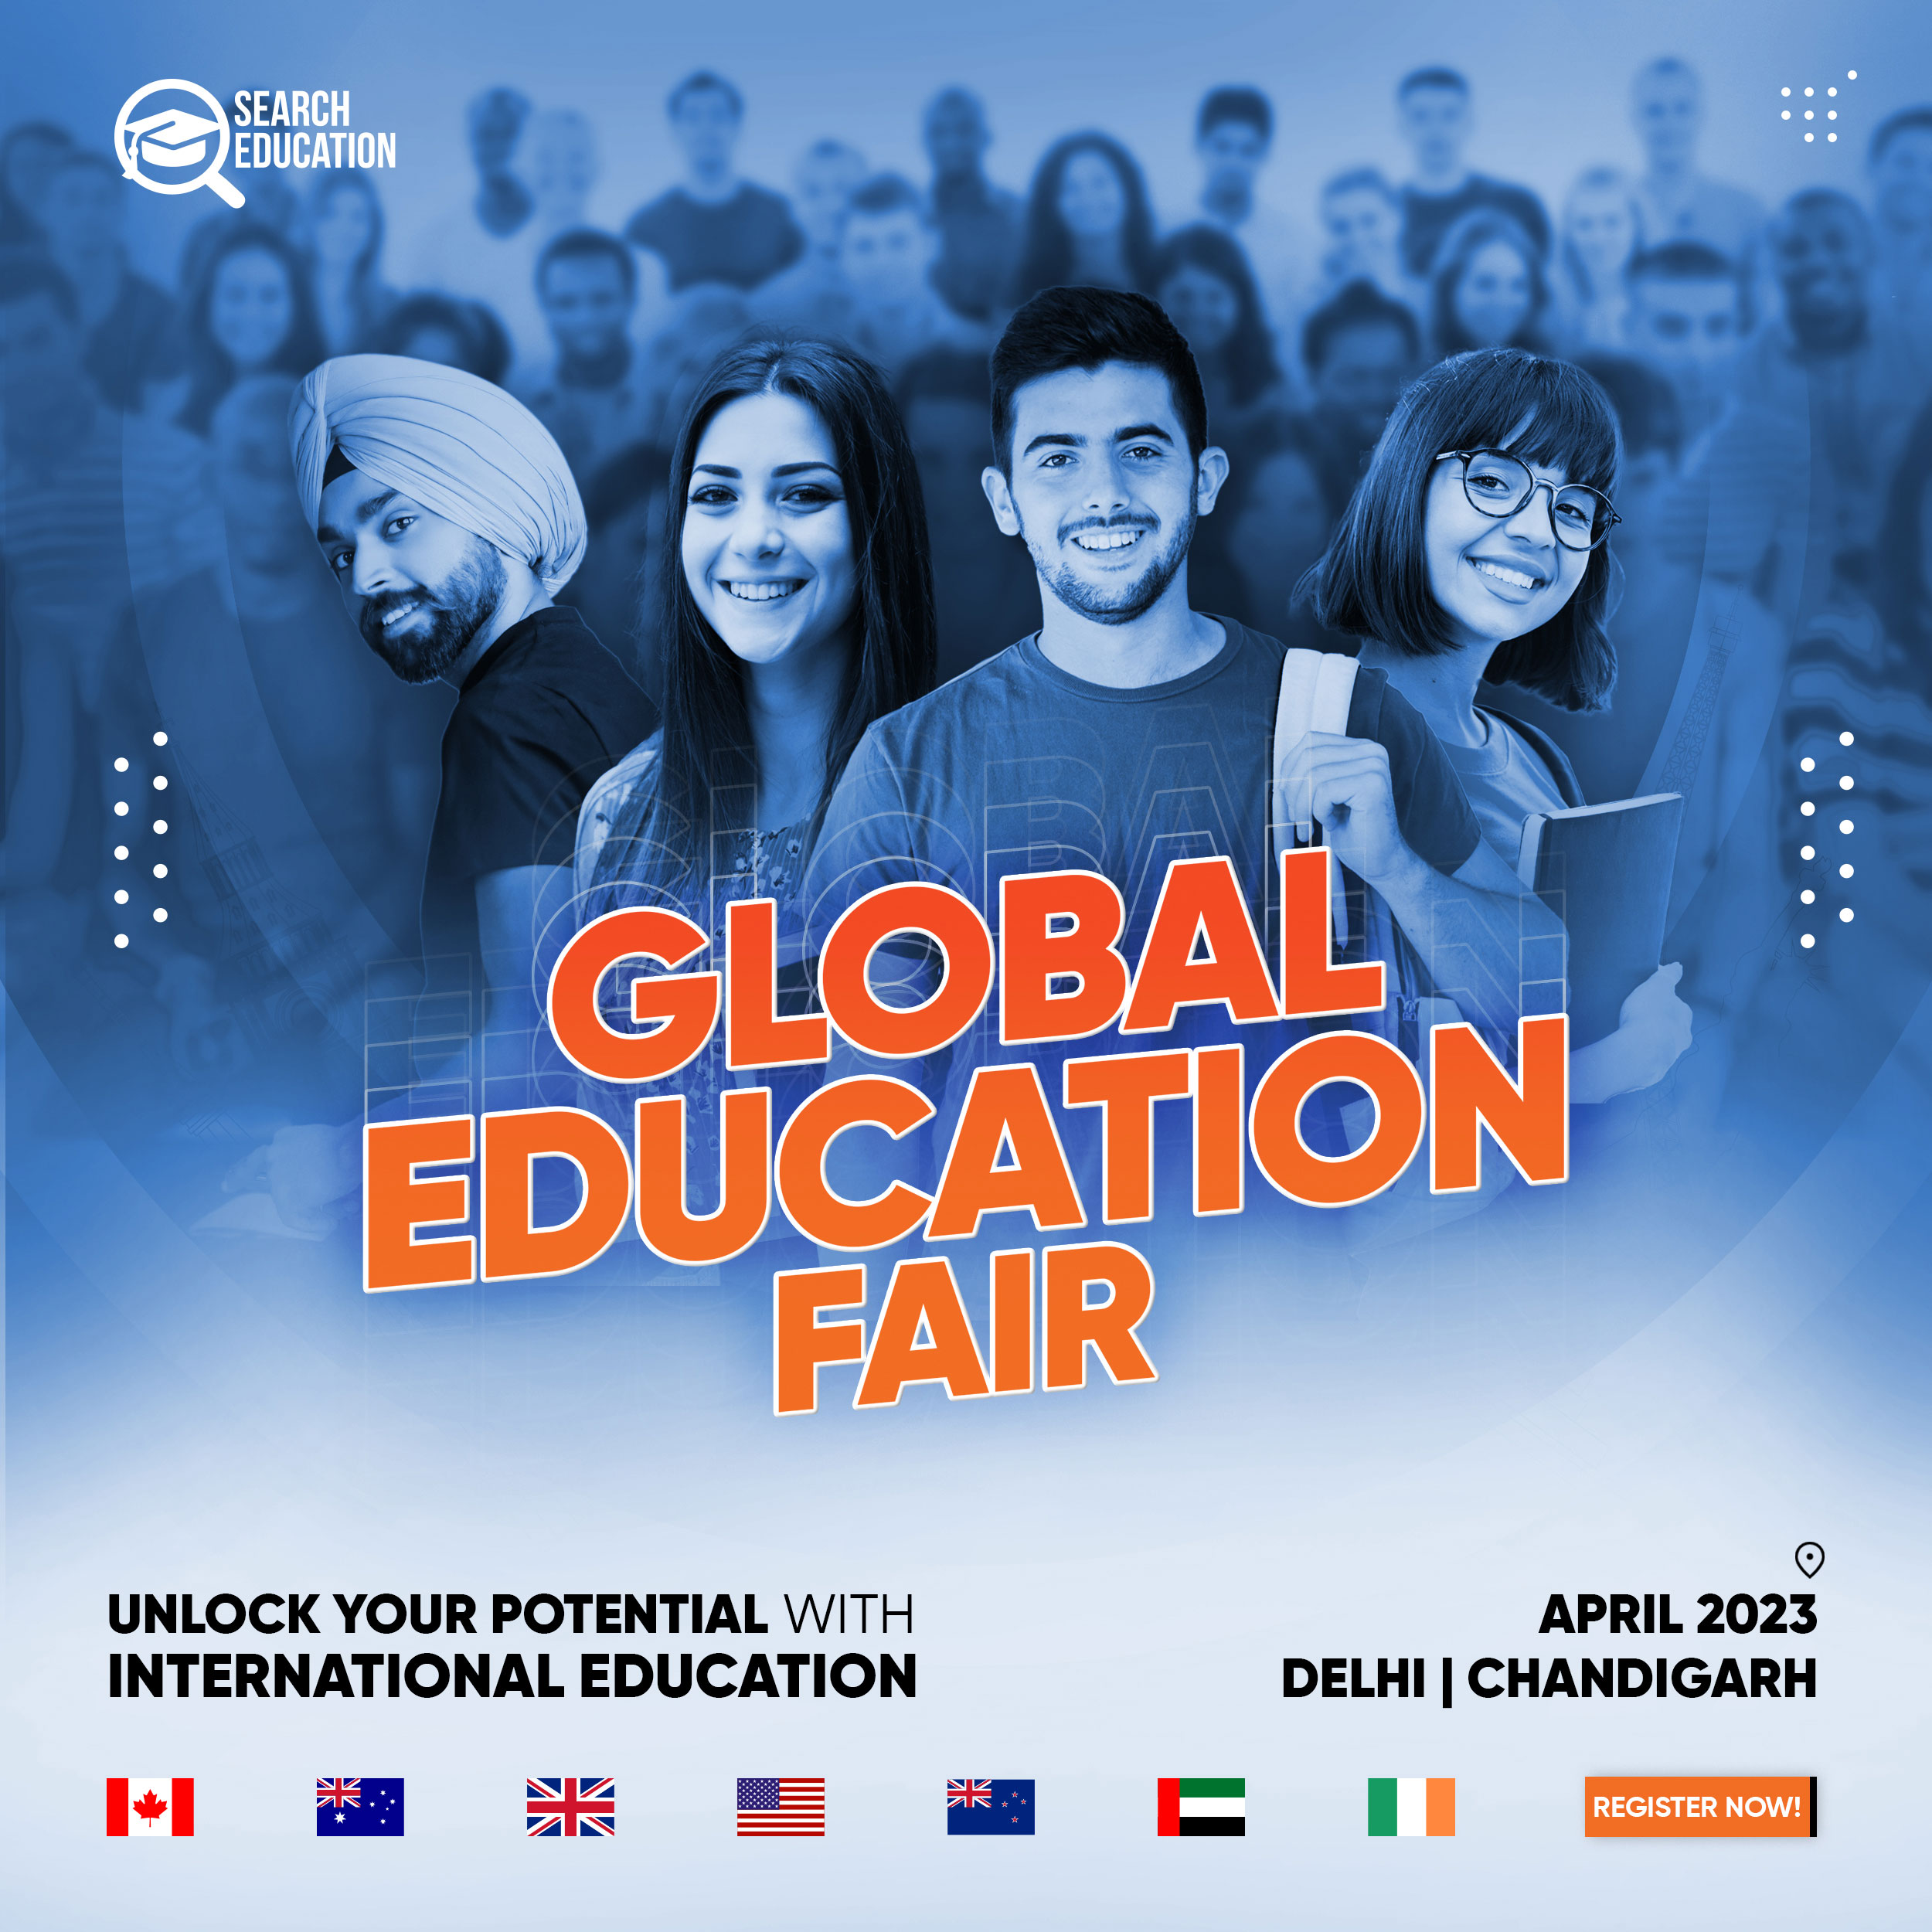 SEARCH
EDUCATION
GLOBAL
EDUCATION
FAIR
UNLOCK YOUR POTENTIAL WITH
INTERNATIONAL EDUCATION
APRIL 2023
DELHI | CHANDIGARH
REGISTER NOW!